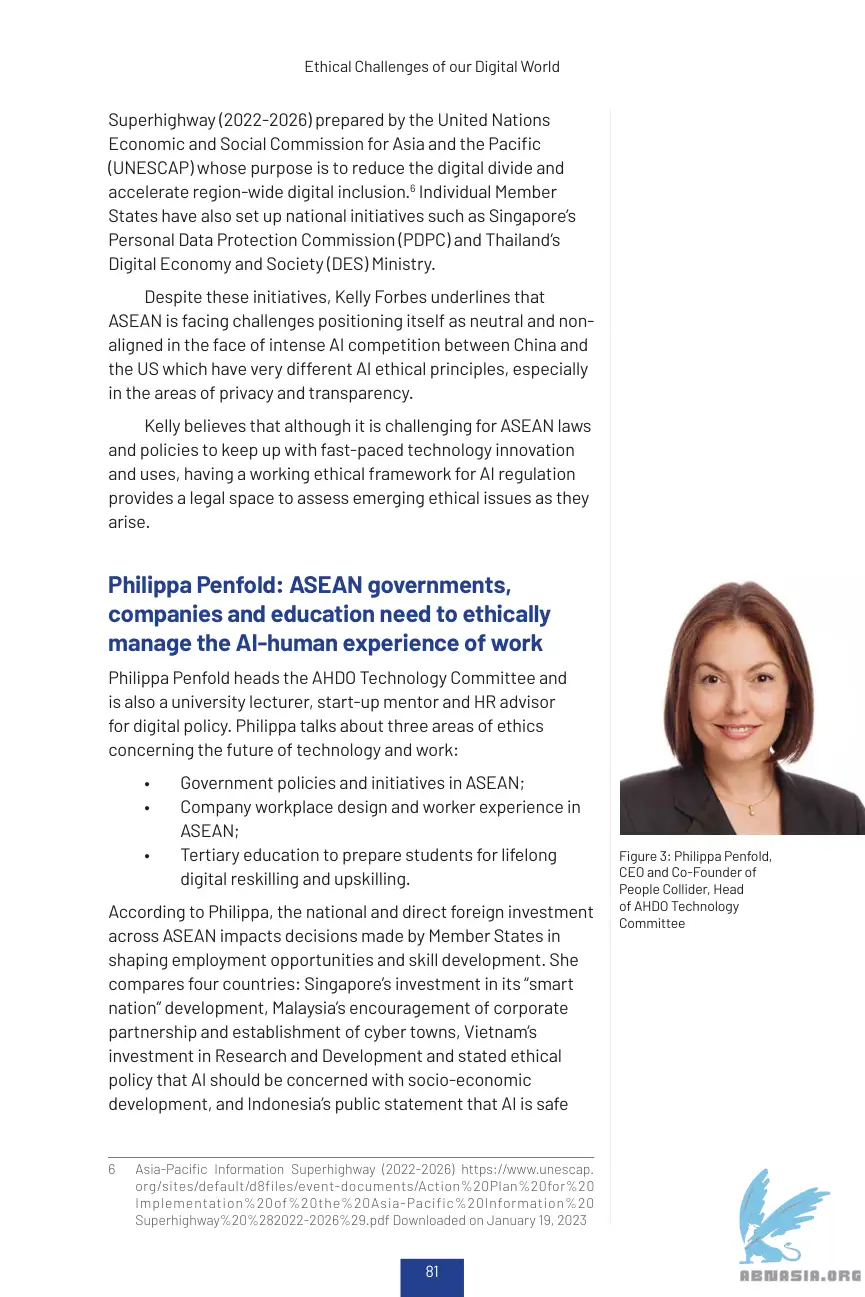 Ethical Challenges of our Digital World
Superhighway (2022-2026) prepared by the United Nations
Economic and Social Commission for Asia and the Pacific
(UNESCAP) whose purpose is to reduce the digital divide and
accelerate region-wide digital inclusion.6 Individual Member
States have also set up national initiatives such as Singapore’s
Personal Data Protection Commission (PDPC) and Thailand’s
Digital Economy and Society (DES) Ministry.
Despite these initiatives, Kelly Forbes underlines that
ASEAN is facing challenges positioning itself as neutral and non-
aligned in the face of intense AI competition between China and
the US which have very different AI ethical principles, especially
in the areas of privacy and transparency.
Kelly believes that although it is challenging for ASEAN laws
and policies to keep up with fast-paced technology innovation
and uses, having a working ethical framework for AI regulation
provides a legal space to assess emerging ethical issues as they
arise.
Philippa Penfold: ASEAN governments,
companies and education need to ethically
manage the AI-human experience of work
Philippa Penfold heads the AHDO Technology Committee and
is also a university lecturer, start-up mentor and HR advisor
for digital policy. Philippa talks about three areas of ethics
concerning the future of technology and work:
• Government policies and initiatives in ASEAN;
• Company workplace design and worker experience in
ASEAN;
• Tertiary education to prepare students for lifelong
digital reskilling and upskilling.
According to Philippa, the national and direct foreign investment
across ASEAN impacts decisions made by Member States in
shaping employment opportunities and skill development. She
compares four countries: Singapore’s investment in its “smart
nation” development, Malaysia’s encouragement of corporate
partnership and establishment of cyber towns, Vietnam’s
investment in Research and Development and stated ethical
policy that AI should be concerned with socio-economic
development, and Indonesia’s public statement that AI is safe
Figure 3: Philippa Penfold,
CEO and Co-Founder of
People Collider, Head
of AHDO Technology
Committee
6 Asia-Pacific Information Superhighway (2022-2026) https://www.unescap.
org/sites/default/d8files/event-documents/Action%20Plan%20for%20
Implementation%20of%20the%20Asia-Pacific%20Information%20
Superhighway%20%282022-2026%29.pdf Downloaded on January 19, 2023
81
ABNASIA.ORG